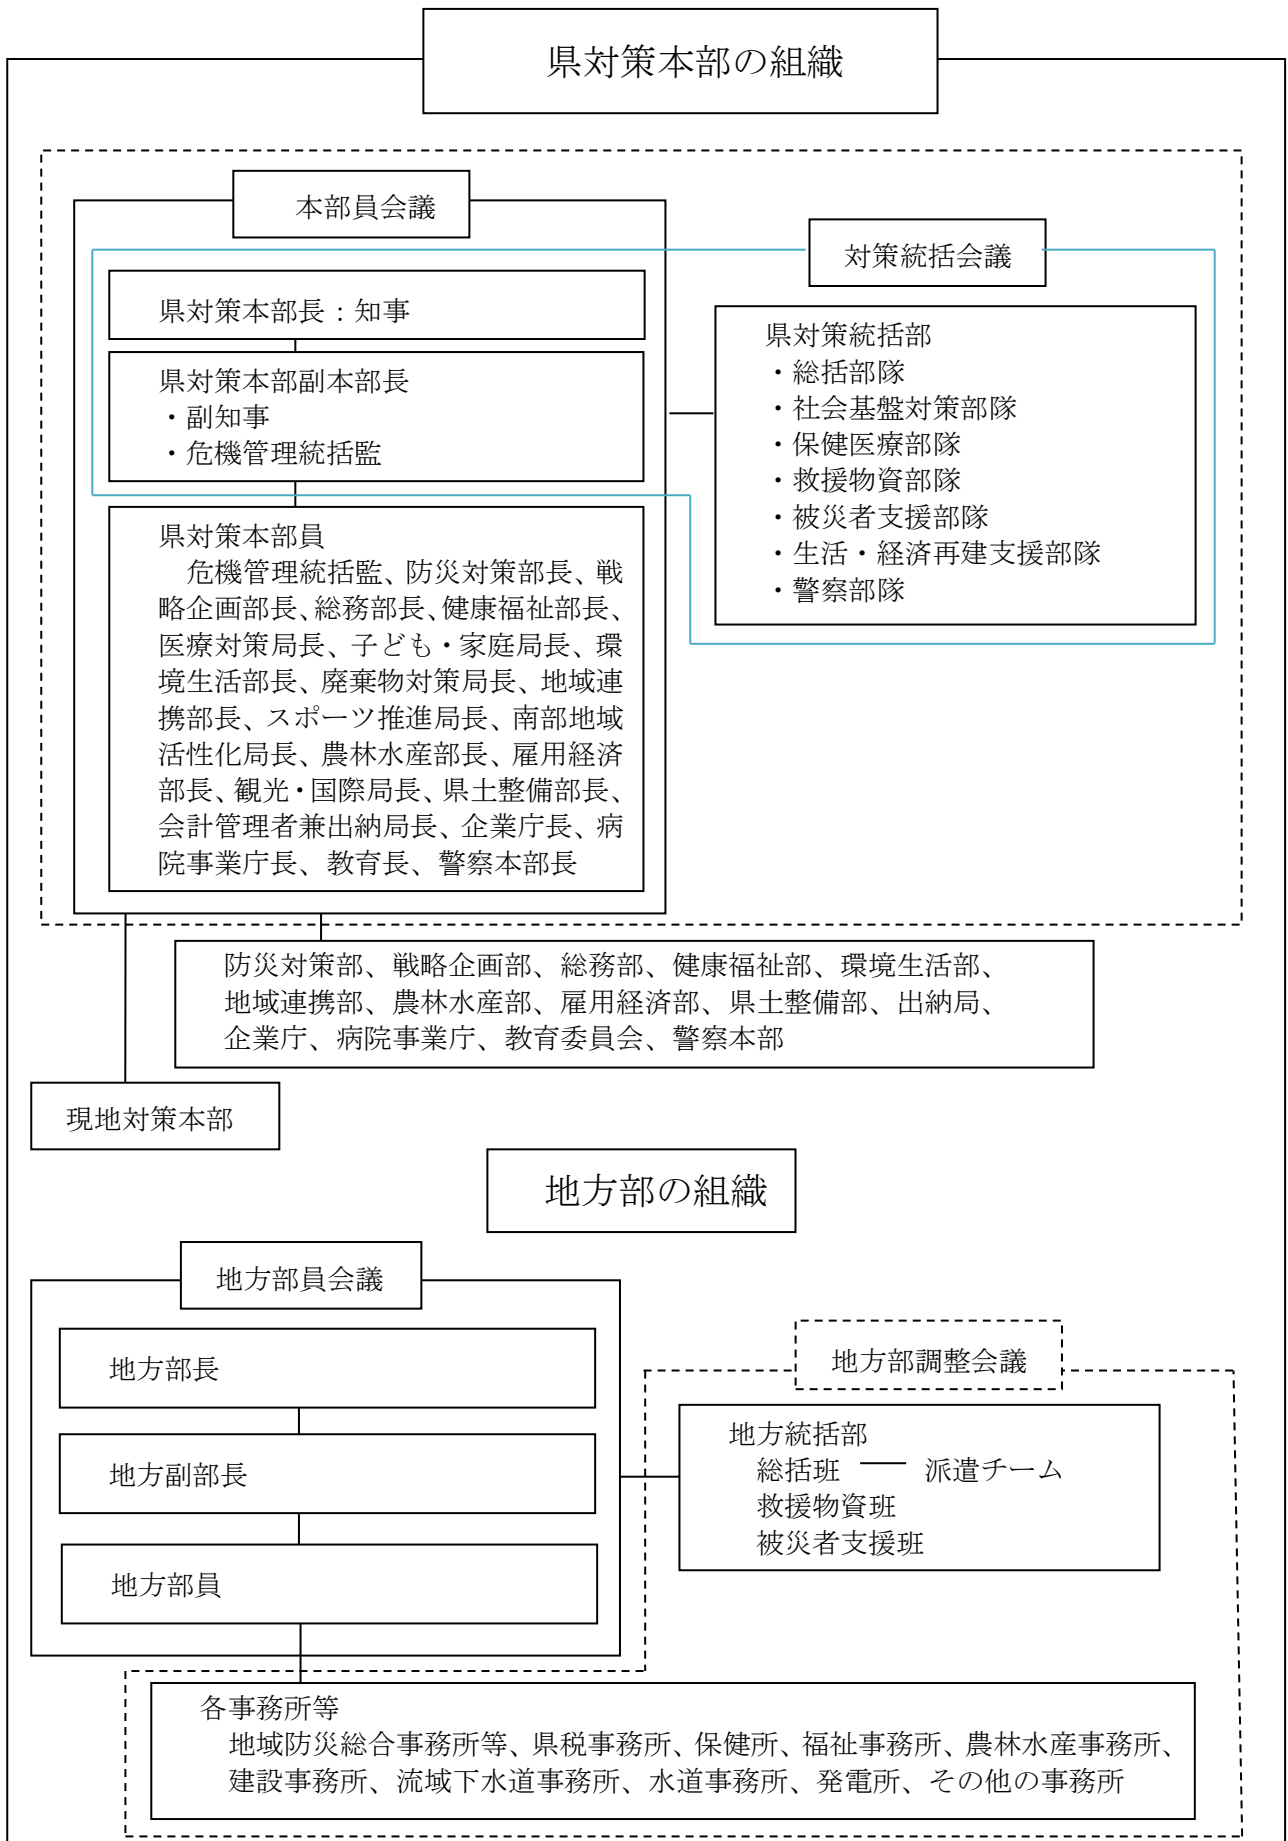 県対策本部の組織
本部員会議
対策統括会議
県対策本部長：知事
県対策本部副本部長
・副知事
・危機管理統括監
県対策統括部
・総括部隊
・社会基盤対策部隊
・保健医療部隊
・救援物資部隊
・被災者支援部隊
・生活・経済再建支援部隊
・警察部隊
県対策本部員
危機管理統括監、防災対策部長、戦
略企画部長、総務部長、健康福祉部長、
医療対策局長、子ども・家庭局長、環
境生活部長、廃棄物対策局長、地域連
携部長、スポーツ推進局長、南部地域
活性化局長、農林水産部長、雇用経済
部長、観光・国際局長、県土整備部長、
会計管理者兼出納局長、企業庁長、病
院事業庁長、教育長、警察本部長
防災対策部、戦略企画部、総務部、健康福祉部、環境生活部、
地域連携部、農林水産部、雇用経済部、県土整備部、出納局、
企業庁、病院事業庁、教育委員会、警察本部
現地対策本部
地方部の組織
地方部員会議
地方部長
地方副部長
地方部員
地方部調整会議
地方統括部
総括班 ── 派遣チーム
救援物資班
被災者支援班
各事務所等
地域防災総合事務所等、県税事務所、保健所、福祉事務所、農林水産事務所、
建設事務所、流域下水道事務所、水道事務所、発電所、その他の事務所